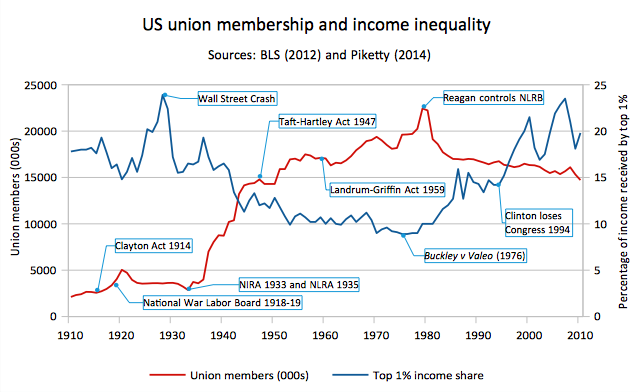 US union membership and income inequality
Sources: BLS (2012) and Piketty (2014)
25000
20000
15000
10000
5000
0
Union members (000s)
25
20
15
10
5
0
Percentage of income received by top 1%
Wall Street Crash
Reagan controls NLRB
Taft-Hartley Act 1947
Landrum-Griffin Act 1959
Clinton loses
Congress 1994
Clayton Act 1914
Buckley v Valeo (1976)
NIRA 1933 and NLRA 1935
National War Labor Board 1918-19
1910 1920 1930 1940 1950 1960 1970 1980 1990 2000 2010
Union members (000s) Top 1% income share